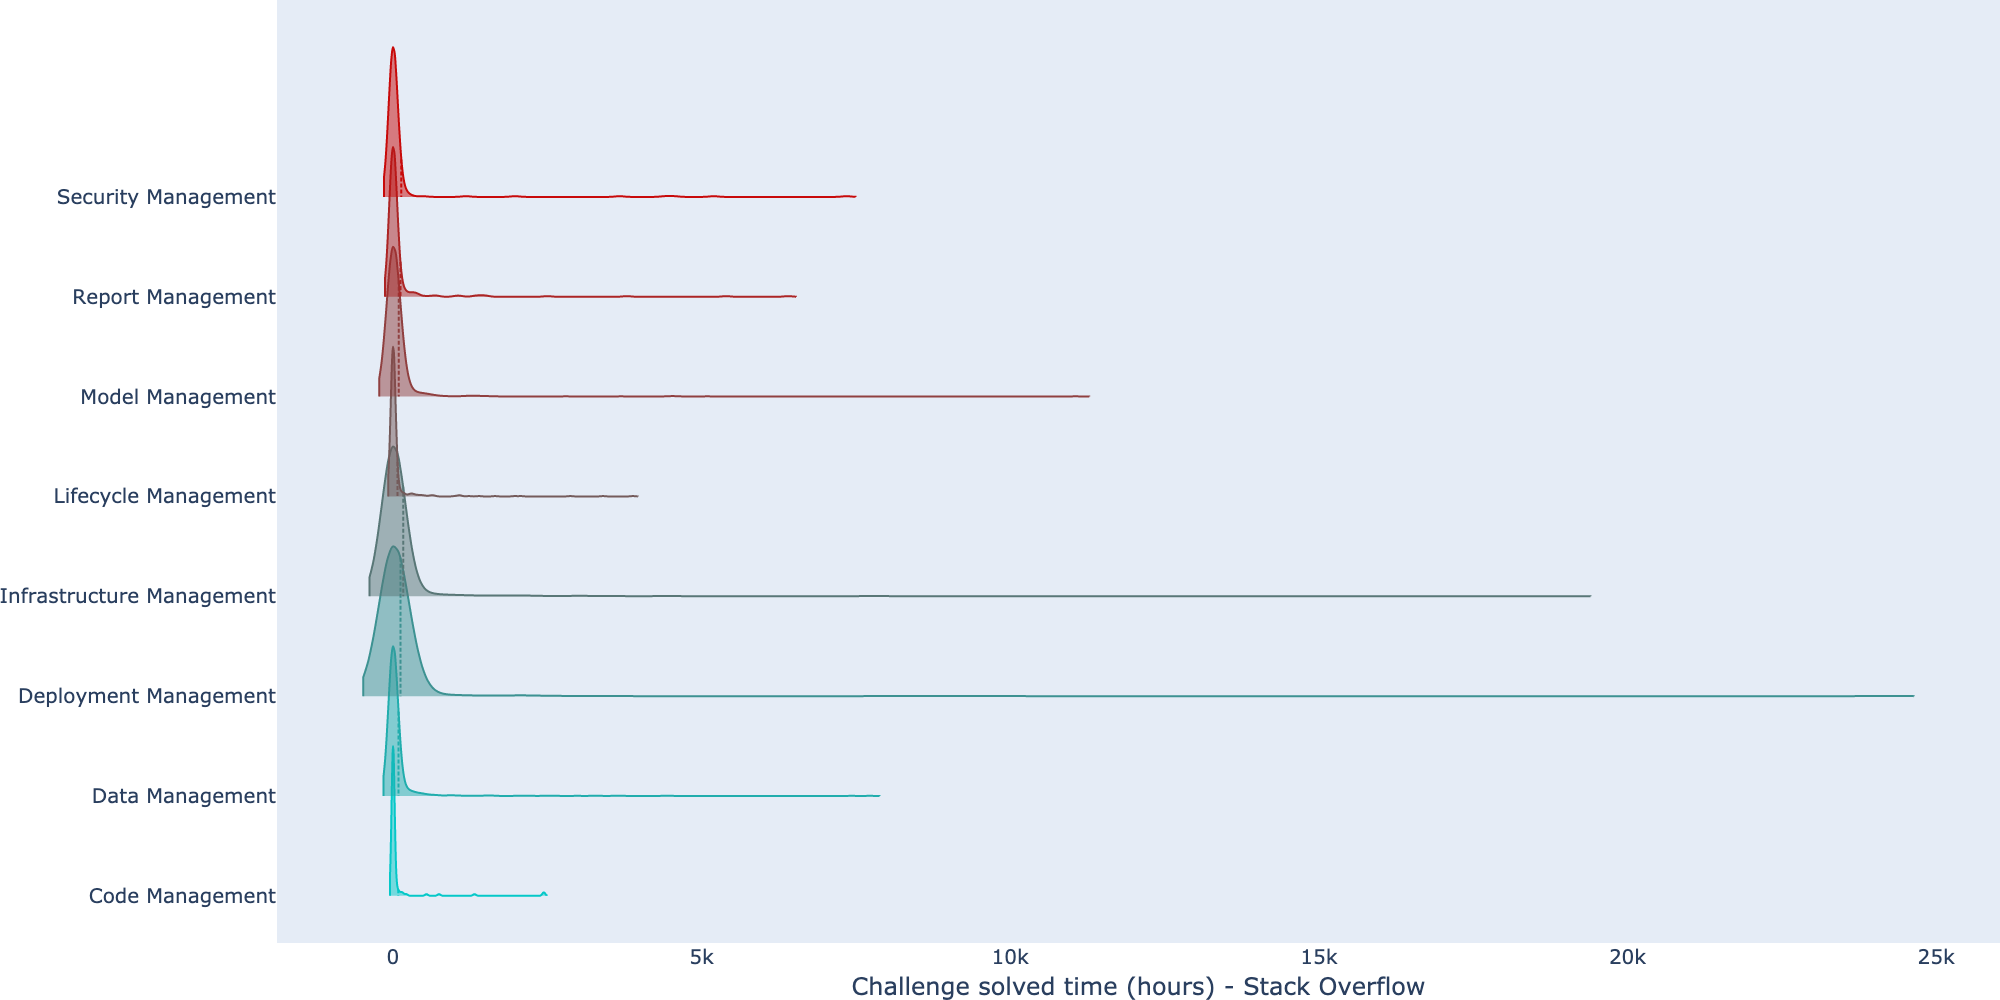 Security Management
Report Management
Model Management
Lifecycle Management
Infrastructure Management
Deployment Management
Data Management
Code Management
0 5k 10k 15k 20k 25k
Challenge solved time (hours) - Stack Overflow